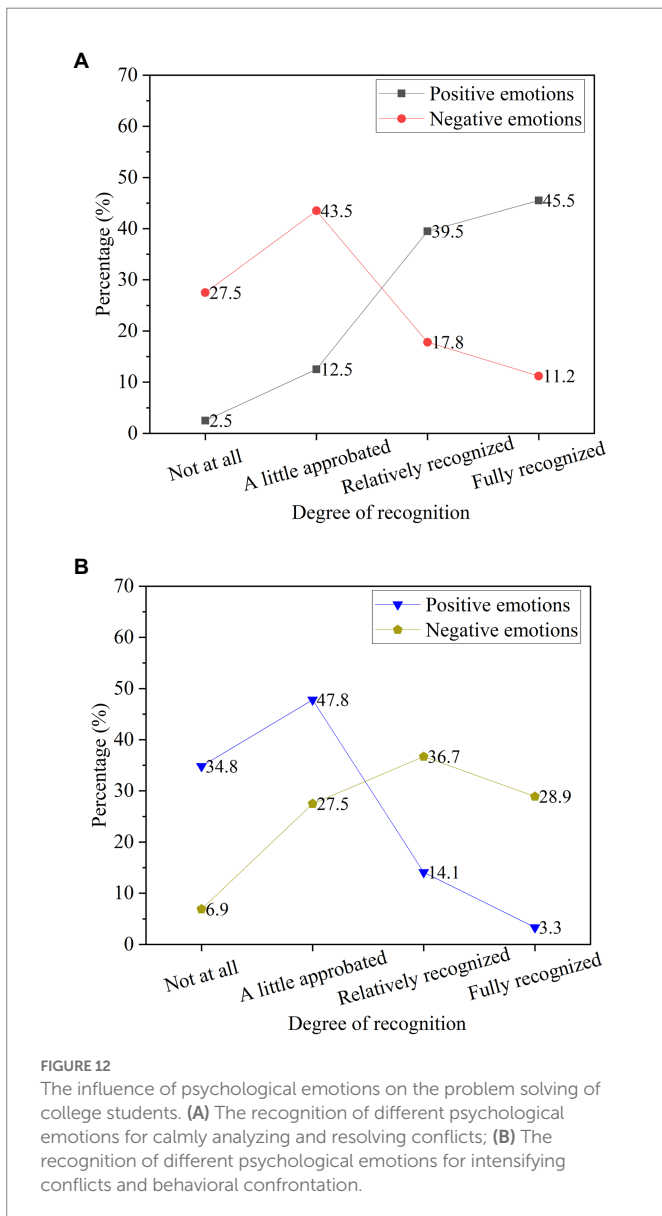 A
70
60
50
40
30
20
10
0
Percentage (%)
Positive emotions
Negative emotions
27.5
43.5
17.8
11.2
2.5
12.5
39.5
45.5
Not at all
A little approbated
Relatively recognized
Fully recognized
Degree of recognition
B
70
60
50
40
30
20
10
0
Percentage (%)
Positive emotions
Negative emotions
34.8
47.8
14.1
3.3
6.9
27.5
36.7
28.9
Not at all
A little approbated
Relatively recognized
Fully recognized
Degree of recognition
FIGURE 12
The influence of psychological emotions on the problem solving of
college students. (A) The recognition of different psychological
emotions for calmly analyzing and resolving conflicts; (B) The
recognition of different psychological emotions for intensifying
conflicts and behavioral confrontation.